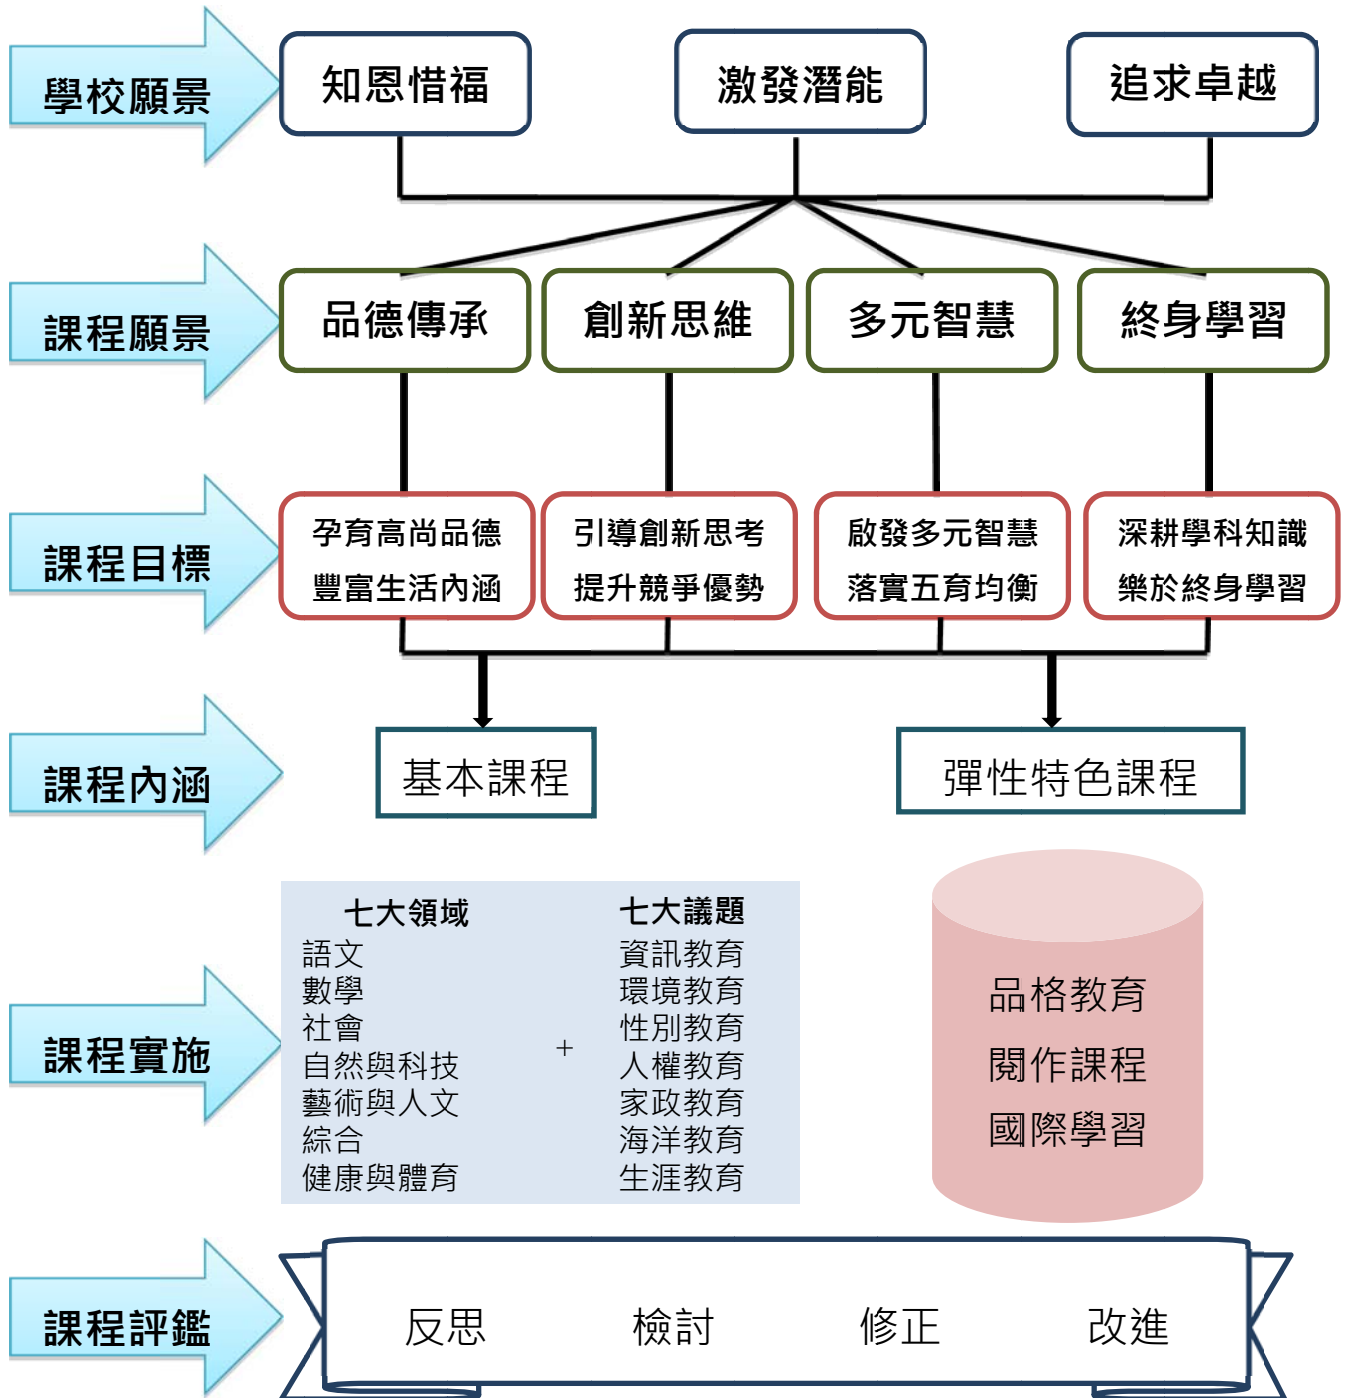 學校願景
知恩惜福
激發潛能
追求卓越
課程願景
品德傳承
創新思維
多元智慧
終身學習
課程目標
孕育高尚品德
豐富生活內涵
引導創新思考
提升競爭優勢
啟發多元智慧
落實五育均衡
深耕學科知識
樂於終身學習
課程內涵
基本課程
彈性特色課程
課程實施
七大領域
語文
數學
社會
自然與科技
藝術與人文
綜合
健康與體育
+
七大議題
資訊教育
環境教育
性別教育
人權教育
家政教育
海洋教育
生涯教育
品格教育
閱作課程
國際學習
課程評鑑
反思
檢討
修正
改進